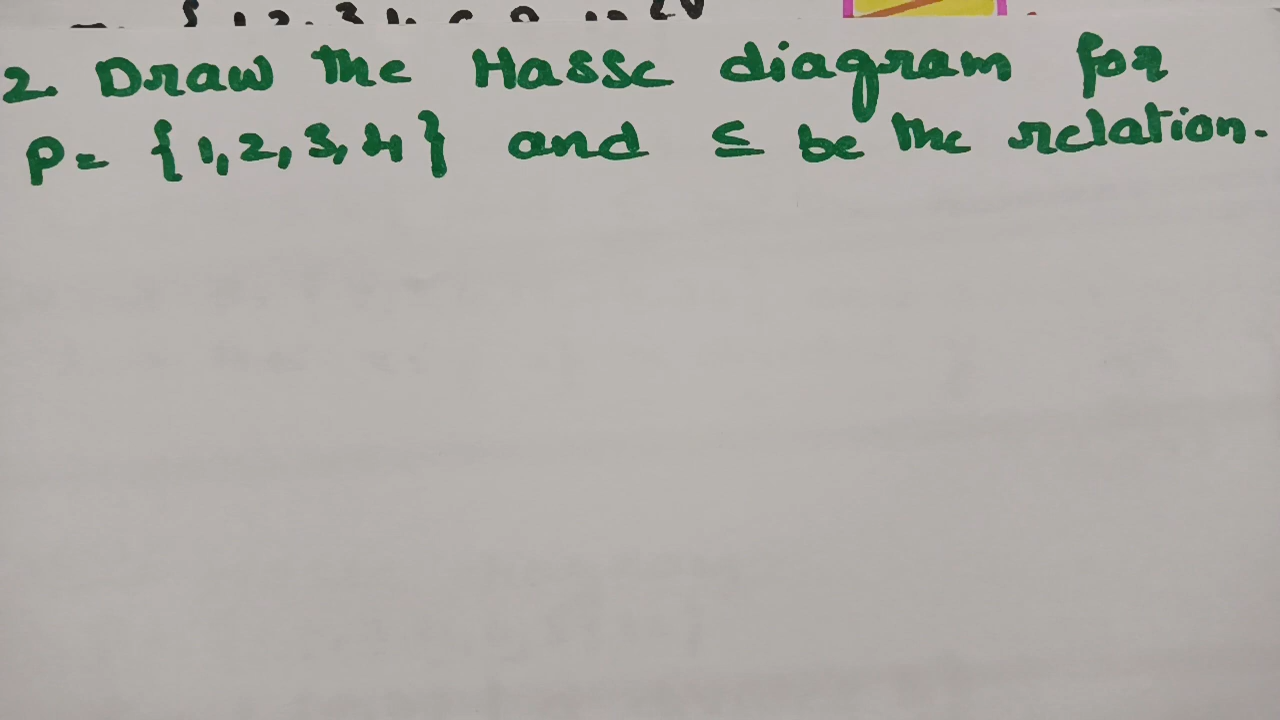 2. Draw the Hasse diagram for
P = {1, 2, 3, 4} and ≤ be the relation.